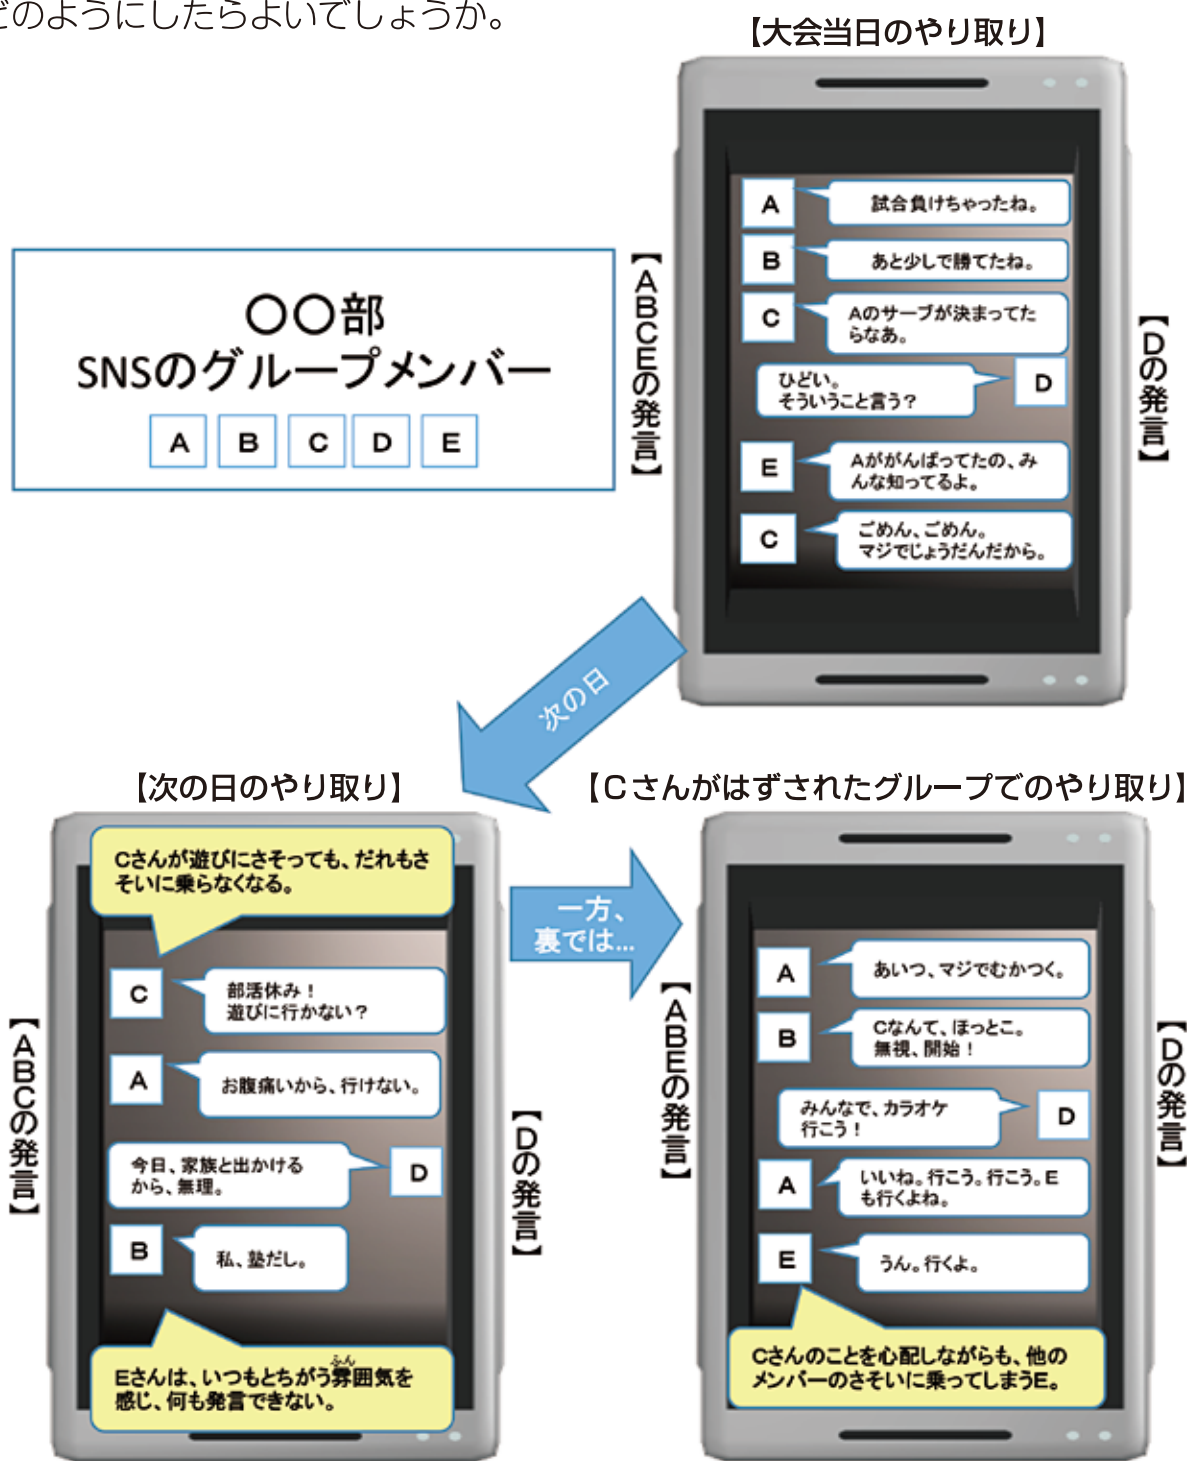 どのようにしたらよいでしょうか。
【大会当日のやり取り】
〇〇部
SNSのグループメンバー
A B C D E
【ABCEの発言】
【Dの発言】
A
試合負けちゃったね。
B
あと少しで勝てたね。
C
Aのサーブが決まってた
らなあ。
ひどい。
そういうこと言う？
D
E
Aががんばってたの、み
んな知ってるよ。
C
ごめん、ごめん。
マジでじょうだんだから。
次の日
【次の日のやり取り】
Cさんが遊びにさそっても、だれもさ
そいに乗らなくなる。
【ABCの発言】
【Dの発言】
C
部活休み！
遊びに行かない？
A
お腹痛いから、行けない。
今日、家族と出かける
から、無理。
D
B
私、塾だし。
Eさんは、いつもとちがう雰囲気を
ふん
感じ、何も発言できない。
一方、
裏では…
【Cさんがはずされたグループでのやり取り】
【ABEの発言】
【Dの発言】
A
あいつ、マジでむかつく。
B
Cなんて、ほっとこ。
無視、開始！
みんなで、カラオケ
行こう！
D
A
いいね。行こう。行こう。E
も行くよね。
E
うん。行くよ。
Cさんのことを心配しながらも、他の
メンバーのさそいに乗ってしまうE。